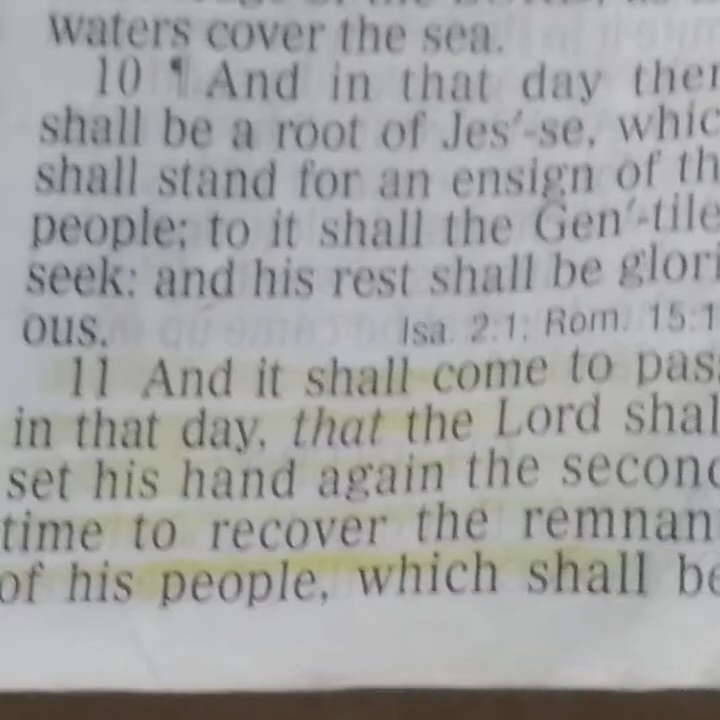 waters cover the sea.
10 ¶ And in that day ther
shall be a root of Jes'-se, whic
shall stand for an ensign of th
people; to it shall the Gen'-tile
seek: and his rest shall be glori
ous. Isa. 2:1; Rom. 15:1
11 And it shall come to pas
in that day, that the Lord shal
set his hand again the second
time to recover the remnan
of his people, which shall be